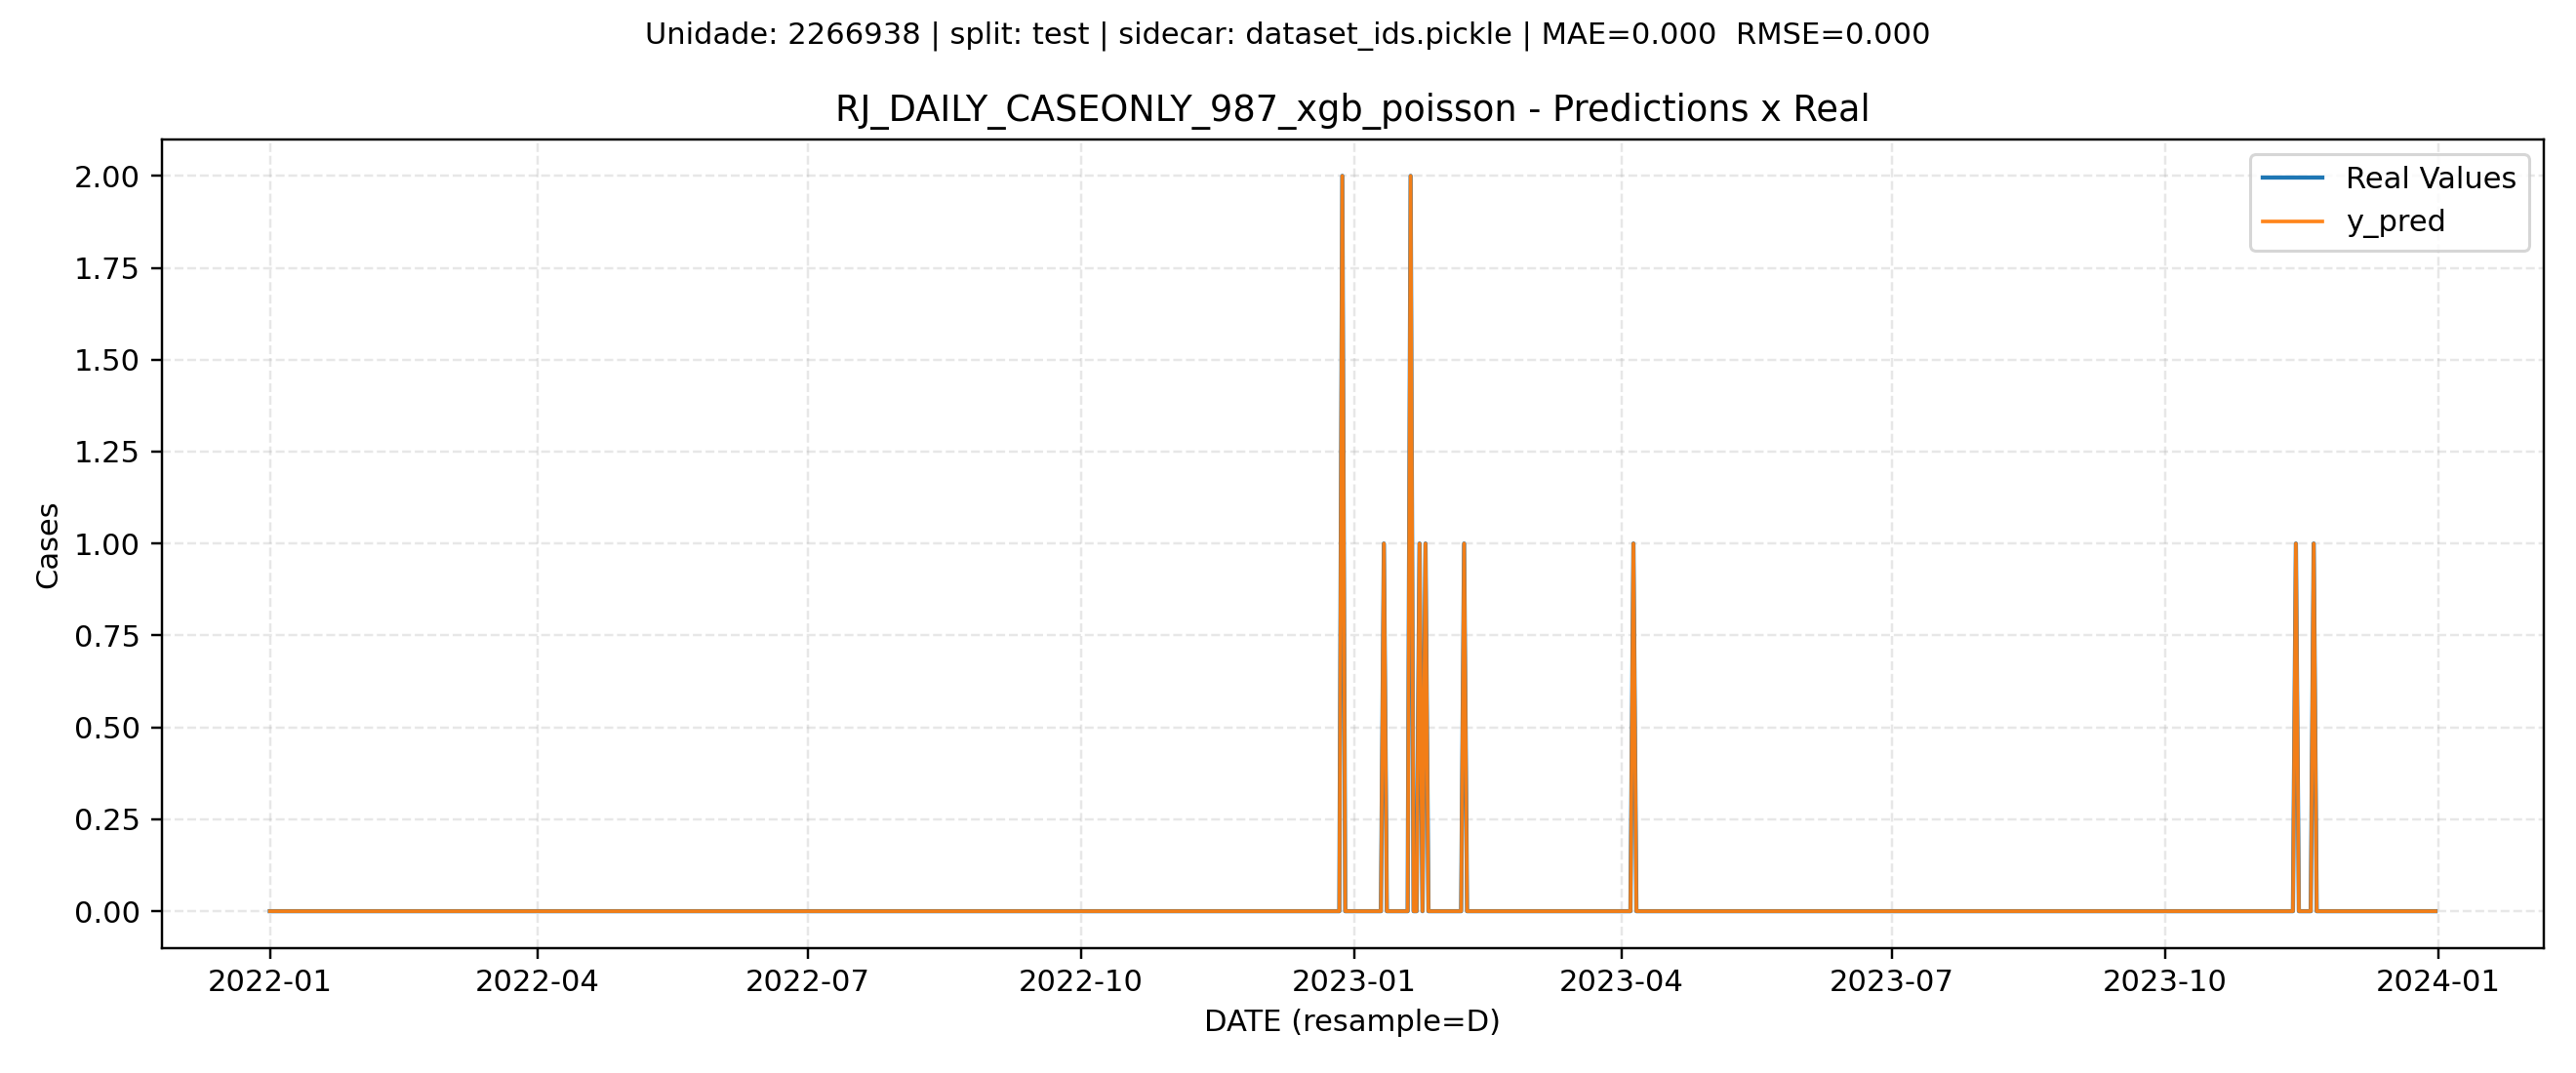 Unidade: 2266938 | split: test | sidecar: dataset_ids.pickle | MAE=0.000  RMSE=0.000
RJ_DAILY_CASEONLY_987_xgb_poisson - Predictions x Real
Real Values
y_pred
Cases
2.00
1.75
1.50
1.25
1.00
0.75
0.50
0.25
0.00
2022-01 2022-04 2022-07 2022-10 2023-01 2023-04 2023-07 2023-10 2024-01
DATE (resample=D)